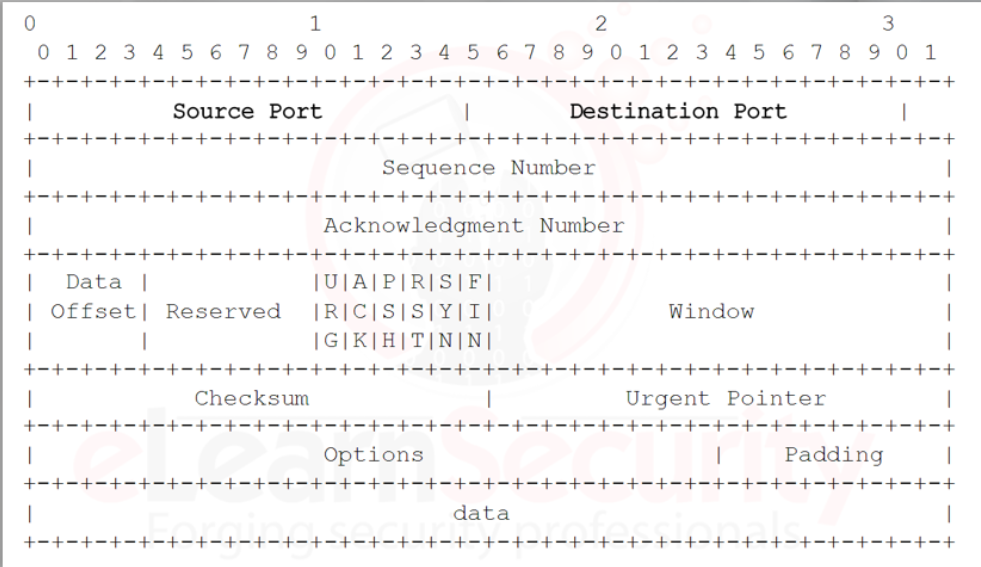 0                   1                   2                   3
 0 1 2 3 4 5 6 7 8 9 0 1 2 3 4 5 6 7 8 9 0 1 2 3 4 5 6 7 8 9 0 1
+-+-+-+-+-+-+-+-+-+-+-+-+-+-+-+-+-+-+-+-+-+-+-+-+-+-+-+-+-+-+-+-+
|          Source Port          |       Destination Port      |
+-+-+-+-+-+-+-+-+-+-+-+-+-+-+-+-+-+-+-+-+-+-+-+-+-+-+-+-+-+-+-+-+
|                        Sequence Number                        |
+-+-+-+-+-+-+-+-+-+-+-+-+-+-+-+-+-+-+-+-+-+-+-+-+-+-+-+-+-+-+-+-+
|                    Acknowledgment Number                      |
+-+-+-+-+-+-+-+-+-+-+-+-+-+-+-+-+-+-+-+-+-+-+-+-+-+-+-+-+-+-+-+-+
|  Data |           |U|A|P|R|S|F|                               |
| Offset| Reserved  |R|C|S|S|Y|I|            Window             |
|       |           |G|K|H|T|N|N|                               |
+-+-+-+-+-+-+-+-+-+-+-+-+-+-+-+-+-+-+-+-+-+-+-+-+-+-+-+-+-+-+-+-+
|           Checksum            |         Urgent Pointer        |
+-+-+-+-+-+-+-+-+-+-+-+-+-+-+-+-+-+-+-+-+-+-+-+-+-+-+-+-+-+-+-+-+
|                    Options                    |    Padding    |
+-+-+-+-+-+-+-+-+-+-+-+-+-+-+-+-+-+-+-+-+-+-+-+-+-+-+-+-+-+-+-+-+
|                             data                              |
+-+-+-+-+-+-+-+-+-+-+-+-+-+-+-+-+-+-+-+-+-+-+-+-+-+-+-+-+-+-+-+-+
eLearnSecurity
Forging security professionals